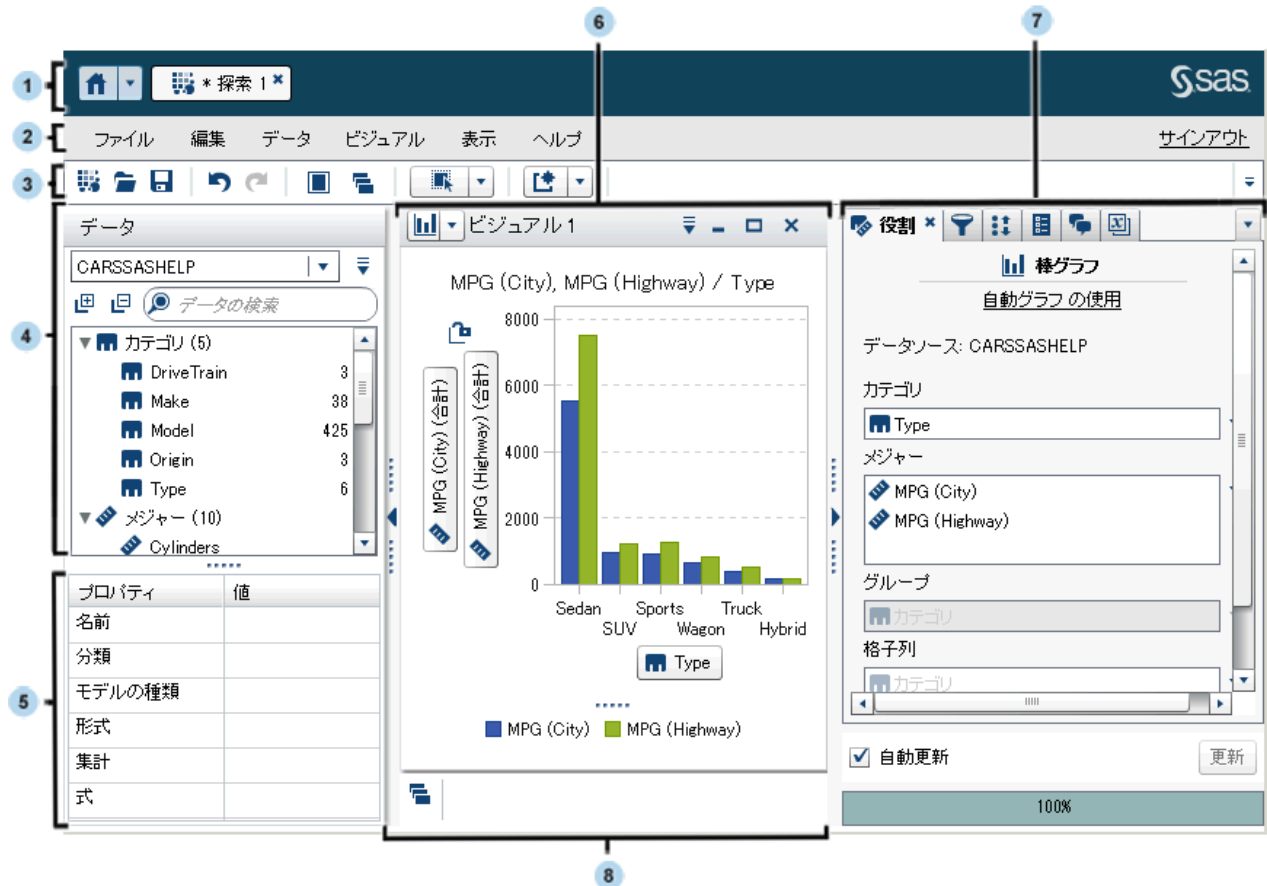 6
7
1
* 探索 1
sas
2
ファイル 編集 データ ビジュアル 表示 ヘルプ
サインアウト
3
4
データ
CARSSASHELP
データの検索
カテゴリ (5)
DriveTrain 3
Make 38
Model 425
Origin 3
Type 6
メジャー (10)
Cylinders
5
プロパティ 値
名前
分類
モデルの種類
形式
集計
式
ビジュアル 1
MPG (City), MPG (Highway) / Type
MPG (City) (合計)
MPG (Highway) (合計)
8000
6000
4000
2000
0
Sedan Sports Truck
SUV Wagon Hybrid
Type
MPG (City) MPG (Highway)
役割
棒グラフ
自動グラフ の使用
データソース: CARSSASHELP
カテゴリ
Type
メジャー
MPG (City)
MPG (Highway)
グループ
カテゴリ
格子列
カテゴリ
自動更新
更新
100%
8